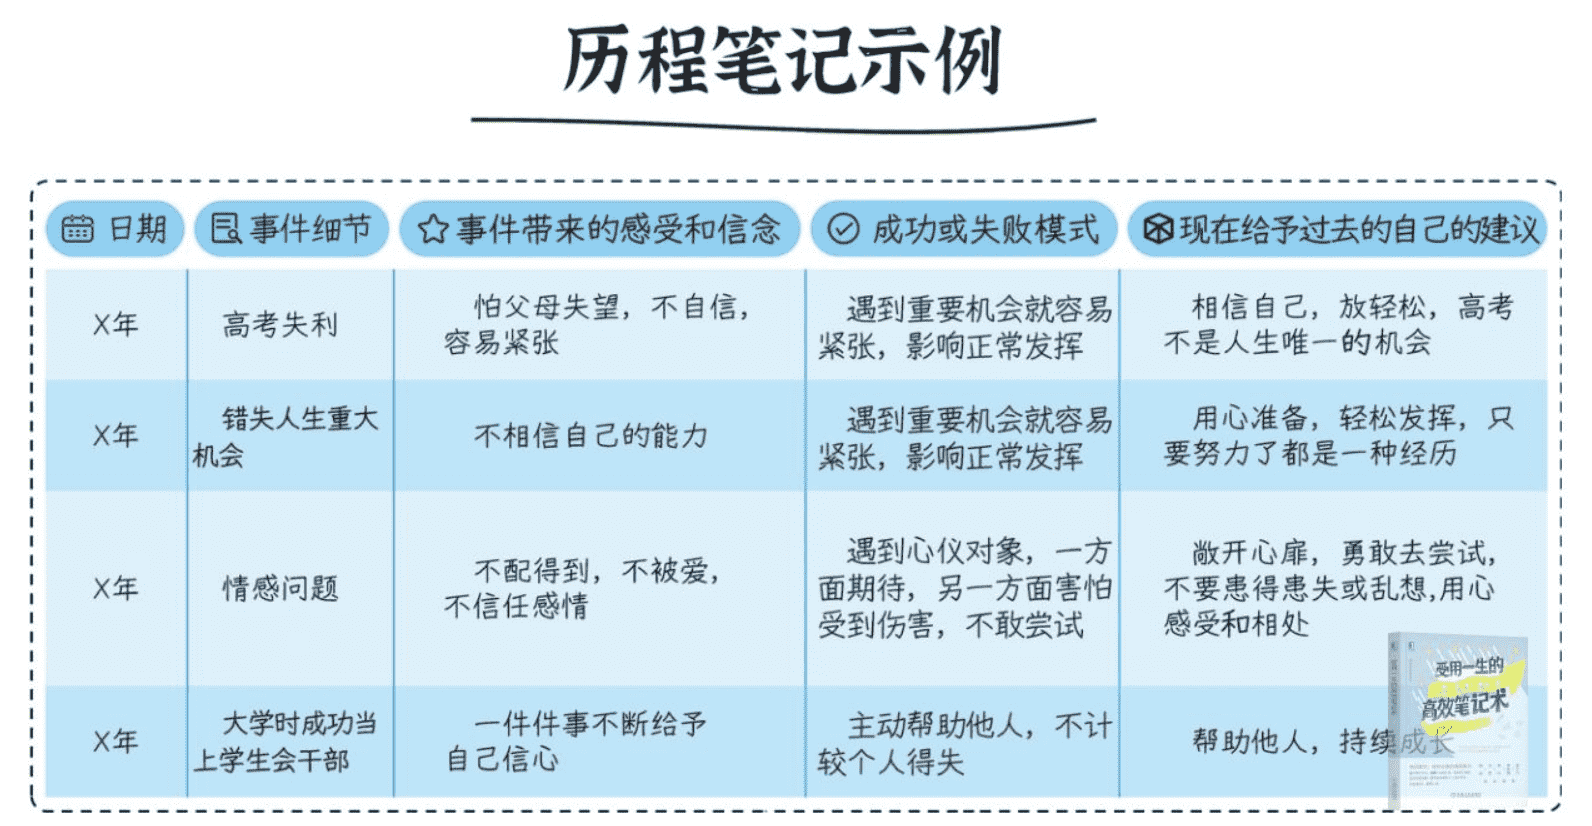 历程笔记示例
日期
事件细节
事件带来的感受和信念
成功或失败模式
现在给予过去的自己的建议
X年
高考失利
怕父母失望，不自信，
容易紧张
遇到重要机会就容易
紧张，影响正常发挥
相信自己，放轻松，高考
不是人生唯一的机会
X年
错失人生重大
机会
不相信自己的能力
遇到重要机会就容易
紧张，影响正常发挥
用心准备，轻松发挥，只
要努力了都是一种经历
X年
情感问题
不配得到，不被爱，
不信任感情
遇到心仪对象，一方
面期待，另一方面害怕
受到伤害，不敢尝试
敞开心扉，勇敢去尝试，
不要患得患失或乱想,用心
感受和相处
X年
大学时成功当
上学生会干部
一件件事不断给予
自己信心
主动帮助他人，不计
较个人得失
帮助他人，持续成长
受用一生的
高效笔记术